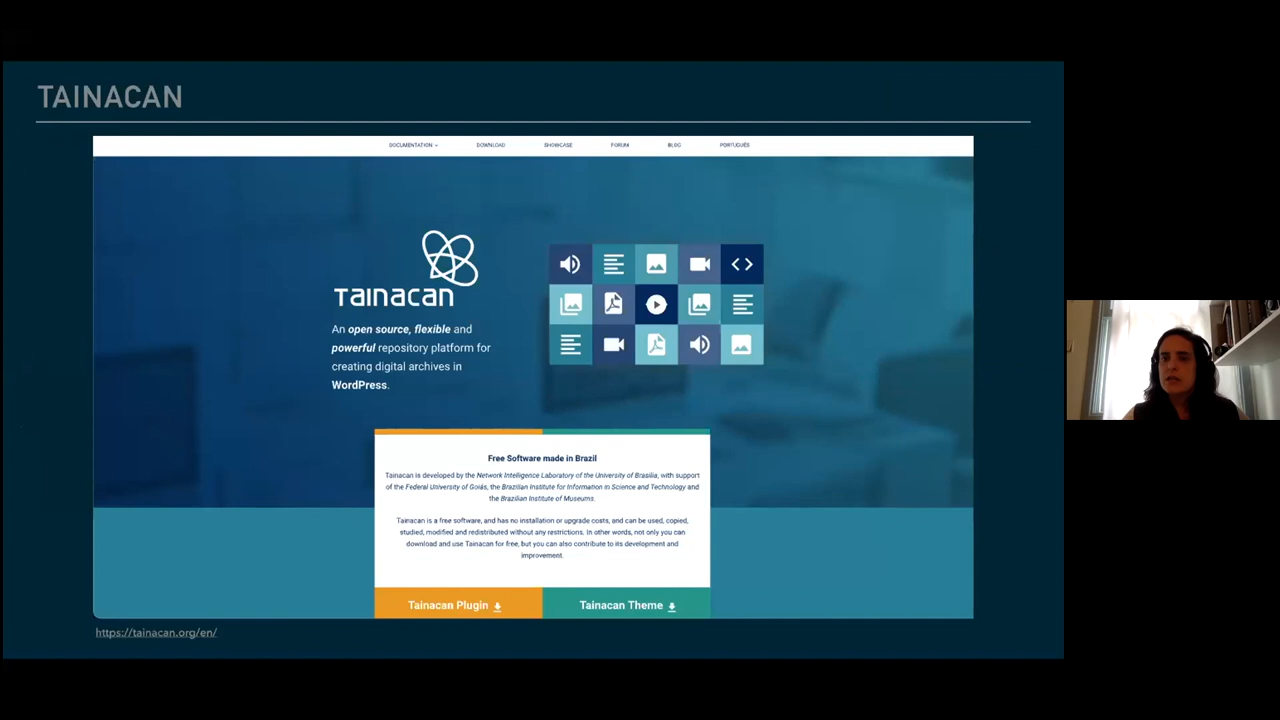 TAINACAN
DOCUMENTATION
DOWNLOAD
SHOWCASE
FORUM
BLOG
PORTUGUÊS
TAINACAN
An open source, flexible and
powerful repository platform for
creating digital archives in
WordPress.
Free Software made in Brazil
Tainacan is developed by the Network Intelligence Laboratory of the University of Brasilia, with support
of the Federal University of Goiás, the Brazilian Institute for Information in Science and Technology and
the Brazilian Institute of Museums.
Tainacan is a free software, and has no installation or upgrade costs, and can be used, copied,
studied, modified and redistributed without any restrictions. In other words, not only you can
download and use Tainacan for free, but you can also contribute to its development and
improvement.
Tainacan Plugin
Tainacan Theme
https://tainacan.org/en/